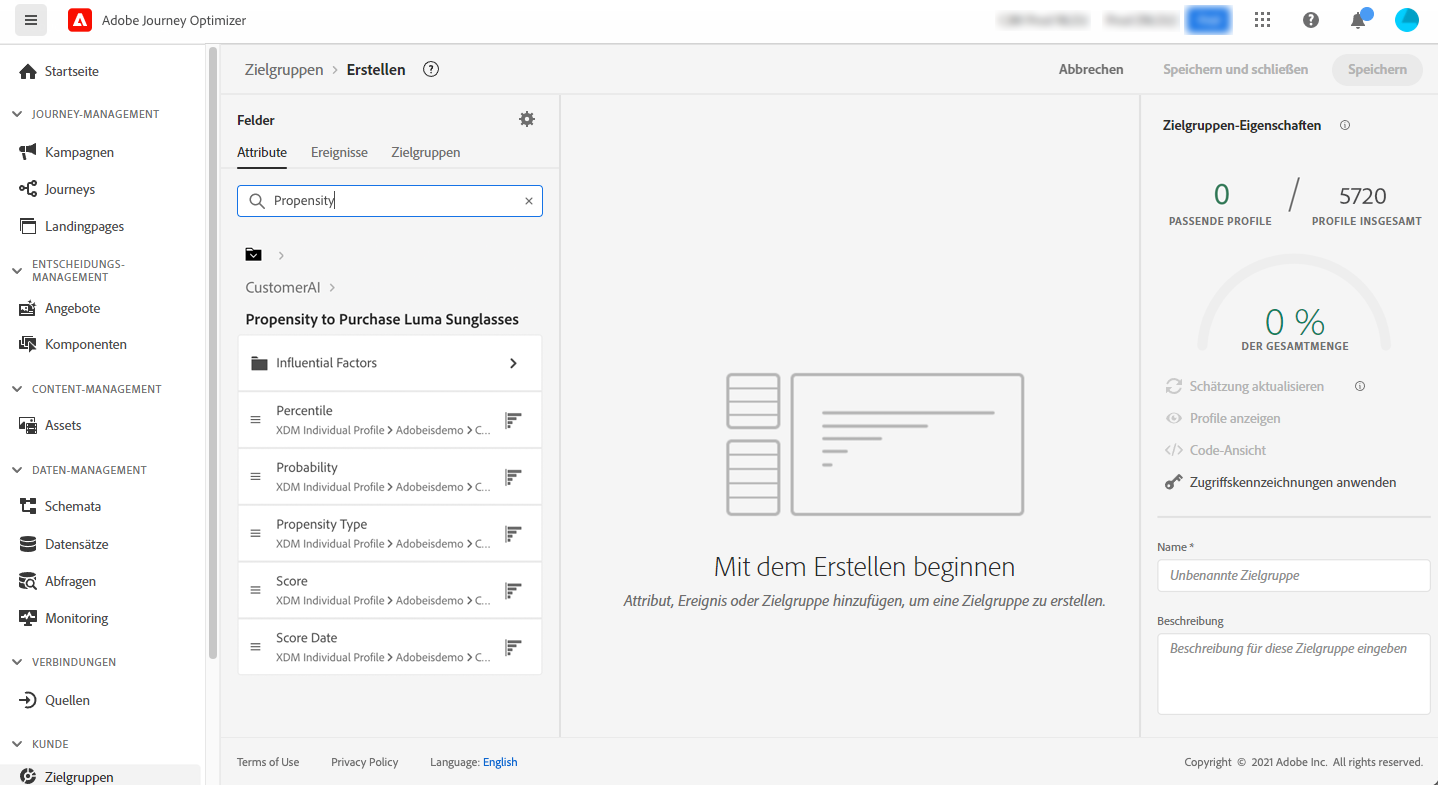 Adobe Journey Optimizer
Startseite
JOURNEY-MANAGEMENT
Kampagnen
Journeys
Landingpages
ENTSCHEIDUNGS-
MANAGEMENT
Angebote
Komponenten
CONTENT-MANAGEMENT
Assets
DATEN-MANAGEMENT
Schemata
Datensätze
Abfragen
Monitoring
VERBINDUNGEN
Quellen
KUNDE
Zielgruppen
Zielgruppen > Erstellen
Abbrechen
Speichern und schließen
Speichern
Felder
Attribute Ereignisse Zielgruppen
Propensity
CustomerAI >
Propensity to Purchase Luma Sunglasses
Influential Factors
Percentile
XDM Individual Profile > Adobeisdemo > C...
Probability
XDM Individual Profile > Adobeisdemo > C...
Propensity Type
XDM Individual Profile > Adobeisdemo > C...
Score
XDM Individual Profile > Adobeisdemo > C...
Score Date
XDM Individual Profile > Adobeisdemo > C...
Mit dem Erstellen beginnen
Attribut, Ereignis oder Zielgruppe hinzufügen, um eine Zielgruppe zu erstellen.
Zielgruppen-Eigenschaften
0 / 5720
PASSENDE PROFILE PROFILE INSGESAMT
0 %
DER GESAMTMENGE
Schätzung aktualisieren
Profile anzeigen
Code-Ansicht
Zugriffskennzeichnungen anwenden
Name *
Unbenannte Zielgruppe
Beschreibung
Beschreibung für diese Zielgruppe eingeben
Terms of Use Privacy Policy Language: English
Copyright © 2021 Adobe Inc. All rights reserved.